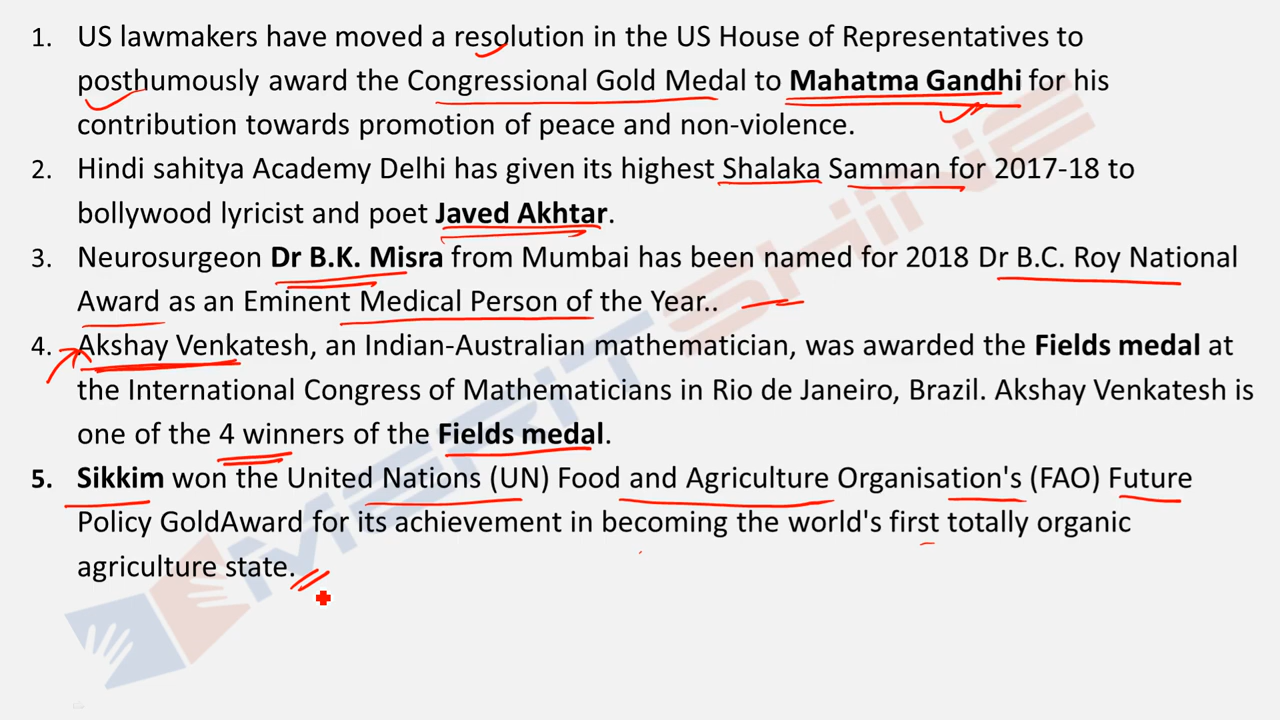 1. US lawmakers have moved a resolution in the US House of Representatives to
posthumously award the Congressional Gold Medal to Mahatma Gandhi for his
contribution towards promotion of peace and non-violence.
2. Hindi sahitya Academy Delhi has given its highest Shalaka Samman for 2017-18 to
bollywood lyricist and poet Javed Akhtar.
3. Neurosurgeon Dr B.K. Misra from Mumbai has been named for 2018 Dr B.C. Roy National
Award as an Eminent Medical Person of the Year..
4. Akshay Venkatesh, an Indian-Australian mathematician, was awarded the Fields medal at
the International Congress of Mathematicians in Rio de Janeiro, Brazil. Akshay Venkatesh is
one of the 4 winners of the Fields medal.
5. Sikkim won the United Nations (UN) Food and Agriculture Organisation's (FAO) Future
Policy GoldAward for its achievement in becoming the world's first totally organic
agriculture state.
MERITSHINE